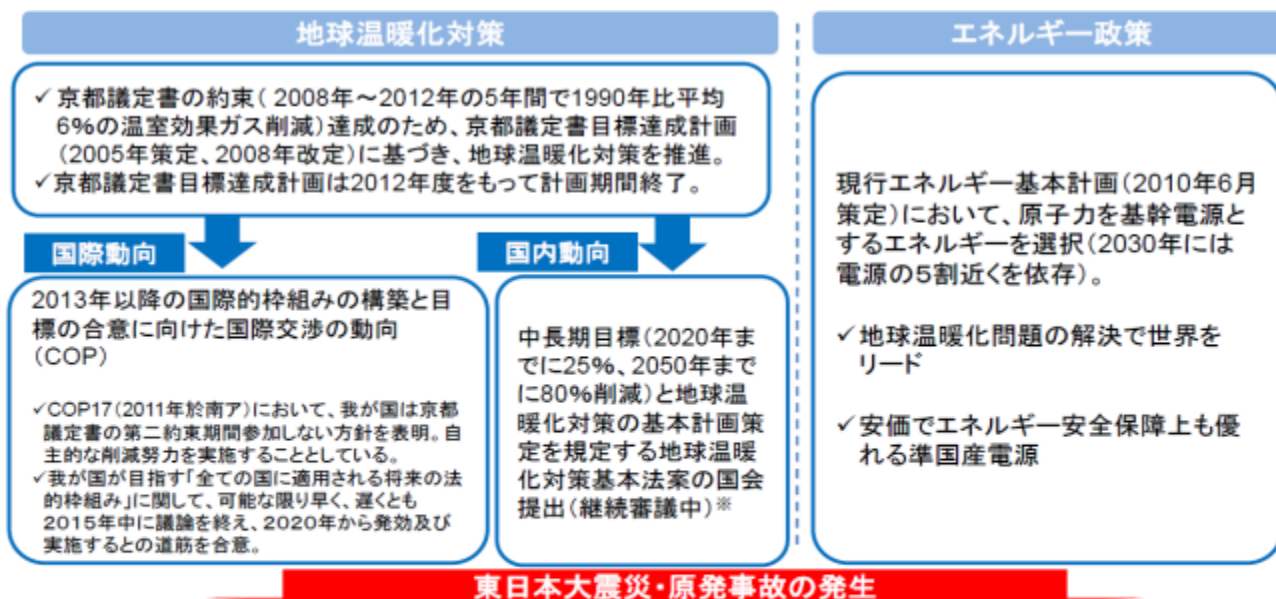 地球温暖化対策
✓京都議定書の約束( 2008年～2012年の5年間で1990年比平均
6%の温室効果ガス削減)達成のため、京都議定書目標達成計画
(2005年策定、2008年改定)に基づき、地球温暖化対策を推進。
✓京都議定書目標達成計画は2012年度をもって計画期間終了。
国際動向
2013年以降の国際的枠組みの構築と目
標の合意に向けた国際交渉の動向
(COP)
✓COP17(2011年於南ア)において、我が国は京都
議定書の第二約束期間参加しない方針を表明。自
主的な削減努力を実施することとしている。
✓我が国が目指す「全ての国に適用される将来の法
的枠組み」に関して、可能な限り早く、遅くとも
2015年中に議論を終え、2020年から発効及び
実施するとの道筋を合意。
国内動向
中長期目標(2020年ま
でに25%、2050年まで
に80%削減)と地球温
暖化対策の基本計画策
定を規定する地球温暖
化対策基本法案の国会
提出(継続審議中)※
エネルギー政策
現行エネルギー基本計画(2010年6月
策定)において、原子力を基幹電源と
するエネルギーを選択(2030年には
電源の5割近くを依存)。
✓地球温暖化問題の解決で世界を
リード
✓安価でエネルギー安全保障上も優
れる準国産電源
東日本大震災・原発事故の発生